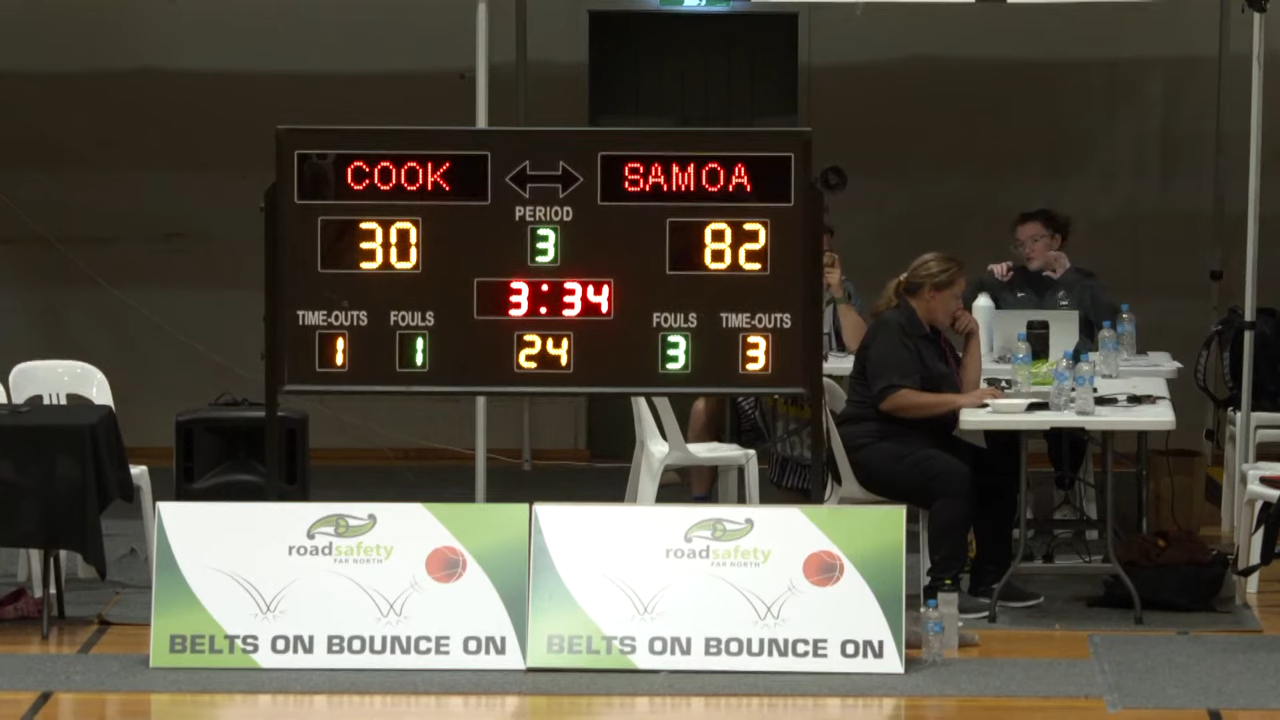 COOK
SAMOA
PERIOD
30
3
82
3:34
TIME-OUTS
FOULS
FOULS
TIME-OUTS
1
1
24
3
3
roadsafety
FAR NORTH
BELTS ON BOUNCE ON
roadsafety
FAR NORTH
BELTS ON BOUNCE ON